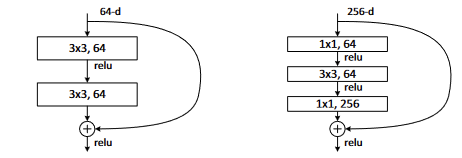 64-d
3x3, 64
relu
3x3, 64
+
relu
256-d
1x1, 64
relu
3x3, 64
relu
1x1, 256
+
relu